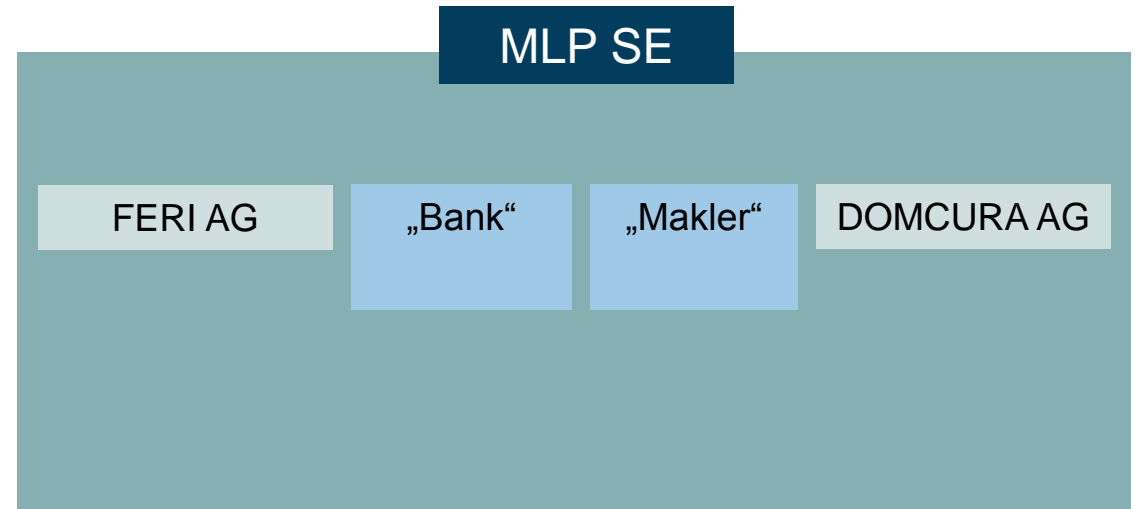 MLP SE
FERI AG
„Bank“
„Makler“
DOMCURA AG